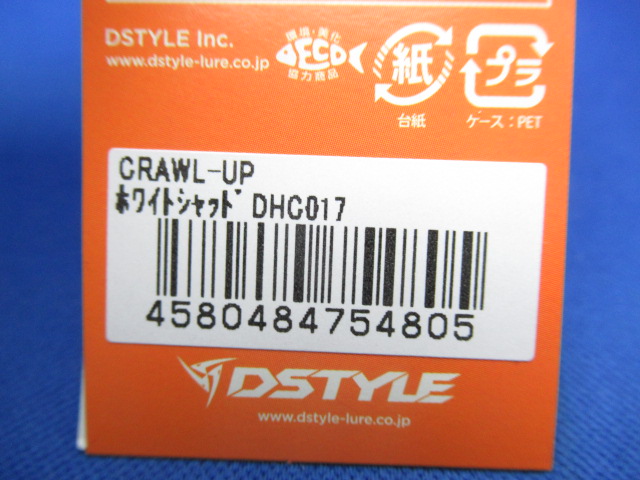 DSTYLE Inc.
www.dstyle-lure.co.jp
環境・美化
DECO
協力商品
紙
台紙
プラ
ケース：PET
CRAWL-UP
ﾎﾜｲﾄｼｬｯﾄﾞ DHC017
4580484754805
DSTYLE
www.dstyle-lure.co.jp